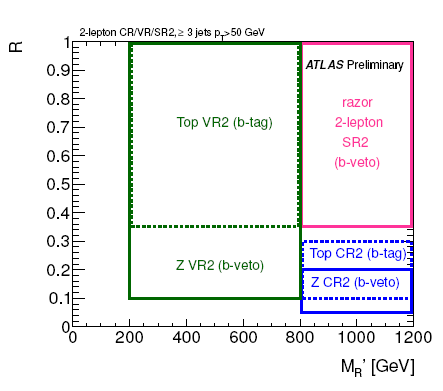 2-lepton CR/VR/SR2, ≥ 3 jets p_T>50 GeV
R
1
0.9
0.8
0.7
0.6
0.5
0.4
0.3
0.2
0.1
0
ATLAS Preliminary
razor
2-lepton
SR2
(b-veto)
Top VR2 (b-tag)
Z VR2 (b-veto)
Top CR2 (b-tag)
Z CR2 (b-veto)
0 200 400 600 800 1000 1200
M_R' [GeV]